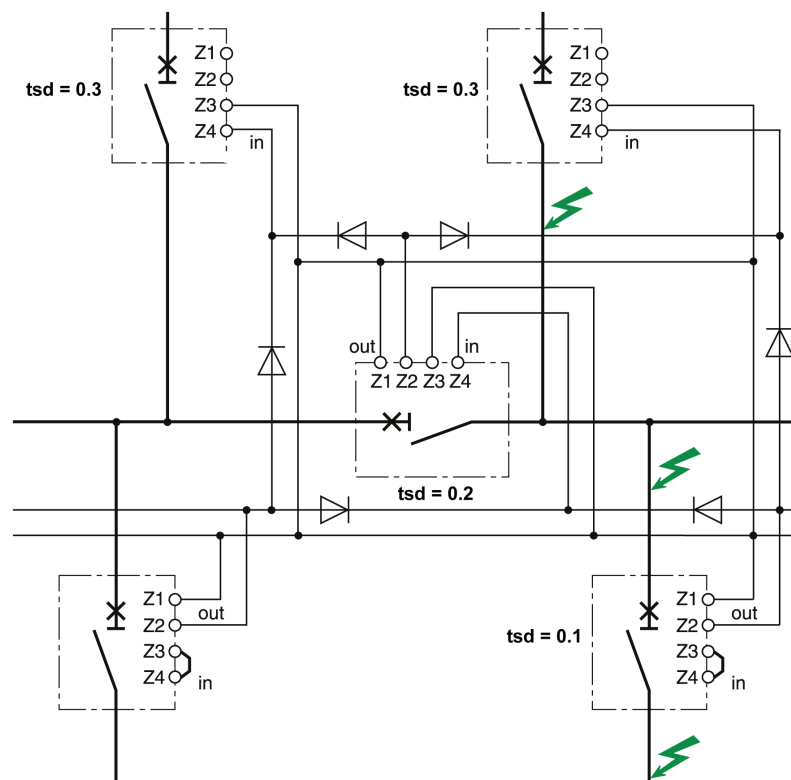 Z1
Z2
tsd = 0.3
Z3
Z4
in
Z1
Z2
tsd = 0.3
Z3
Z4
in
out
in
Z1 Z2 Z3 Z4
tsd = 0.2
Z1
out
Z2
Z3
Z4
in
Z1
out
Z2
tsd = 0.1
Z3
Z4
in